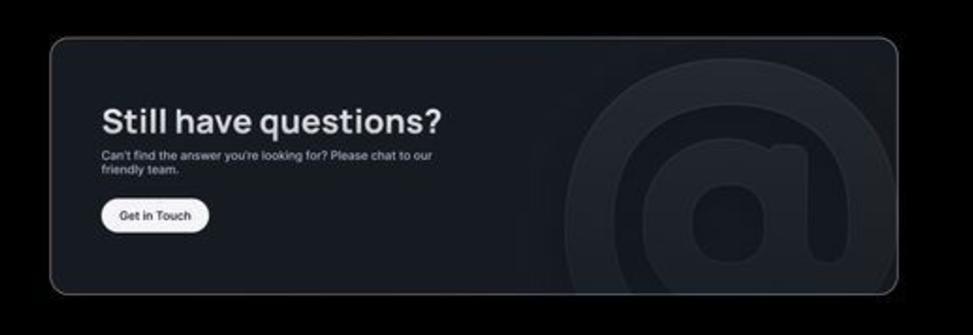 Still have questions?
Can't find the answer you're looking for? Please chat to our
friendly team.
Get in Touch
@